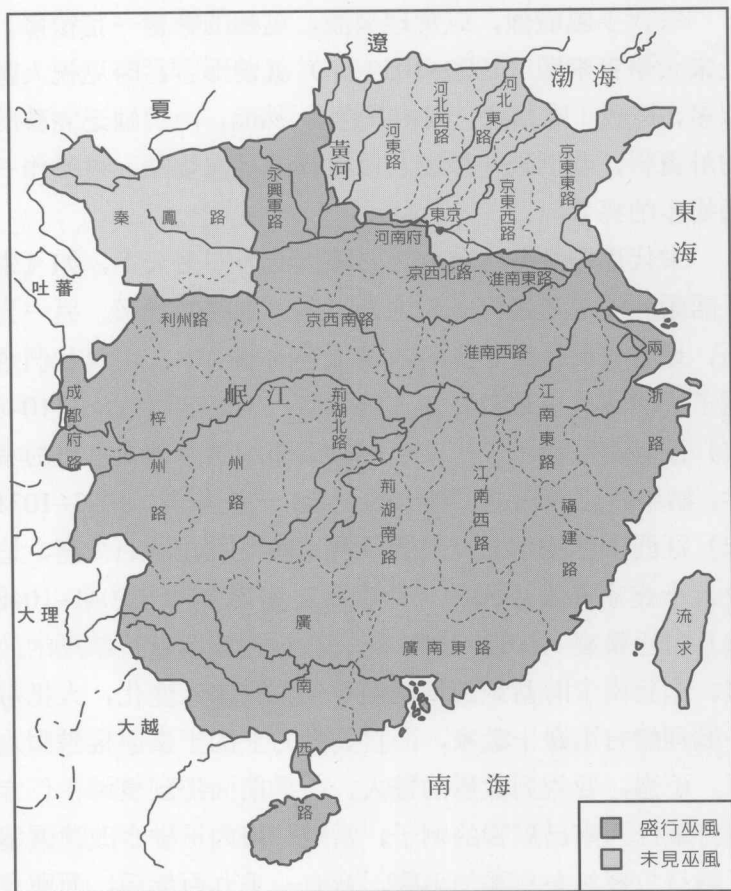 遼
渤海
夏
河北西路
河北東路
河東路
黃河
永興軍路
京東東路
京東西路
秦鳳路
東京
河南府
東海
京西北路
淮南東路
吐蕃
利州路
京西南路
淮南西路
兩浙路
成都府路
岷江
荊湖北路
江南東路
梓州路
州路
荊湖南路
江南西路
福建路
大理
廣南西路
廣南東路
流求
大越
南海
盛行巫風
未見巫風